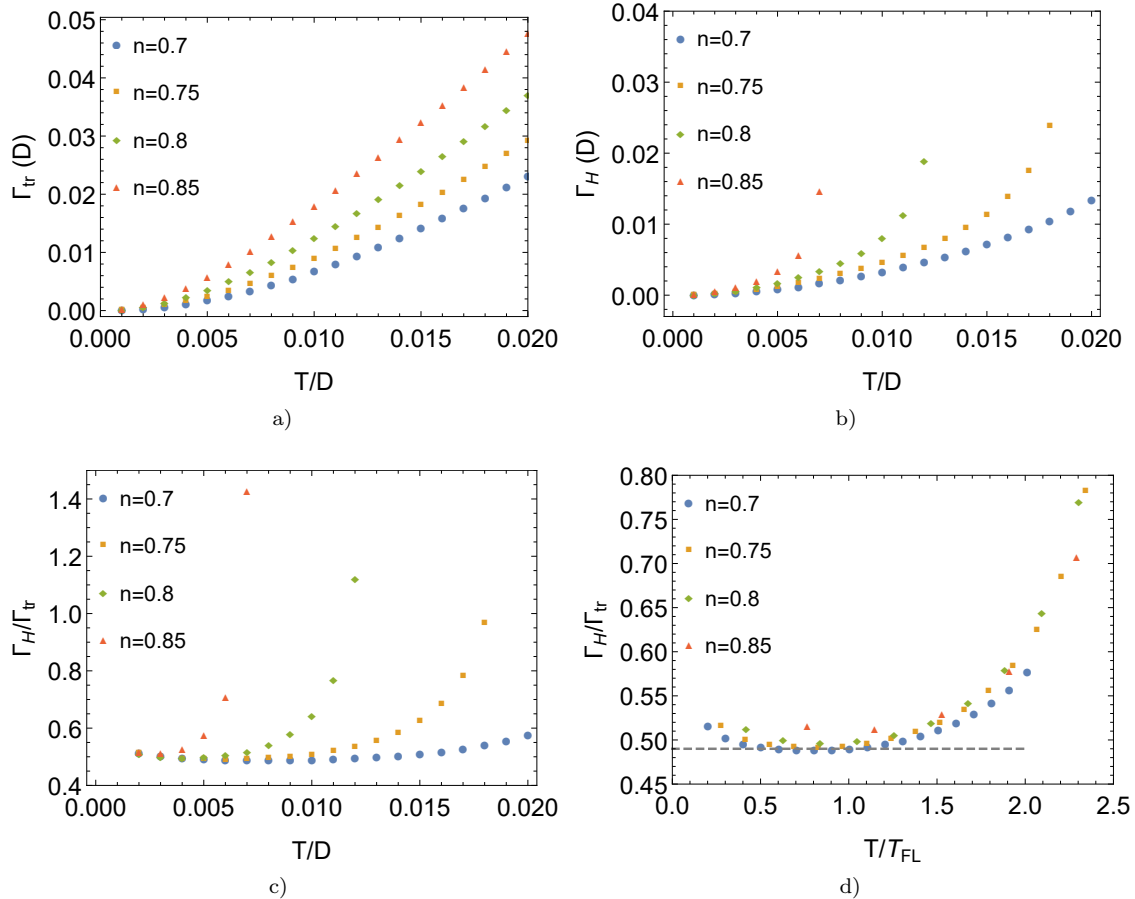 0.05
0.04
0.03
0.02
0.01
0.00
Γtr (D)
n=0.7
n=0.75
n=0.8
n=0.85
0.000 0.005 0.010 0.015 0.020
T/D
a)
0.04
0.03
0.02
0.01
0.00
ΓH (D)
n=0.7
n=0.75
n=0.8
n=0.85
0.000 0.005 0.010 0.015 0.020
T/D
b)
1.4
1.2
1.0
0.8
0.6
0.4
ΓH/Γtr
n=0.7
n=0.75
n=0.8
n=0.85
0.000 0.005 0.010 0.015 0.020
T/D
c)
0.80
0.75
0.70
0.65
0.60
0.55
0.50
0.45
ΓH/Γtr
n=0.7
n=0.75
n=0.8
n=0.85
0.0 0.5 1.0 1.5 2.0 2.5
T/TFL
d)